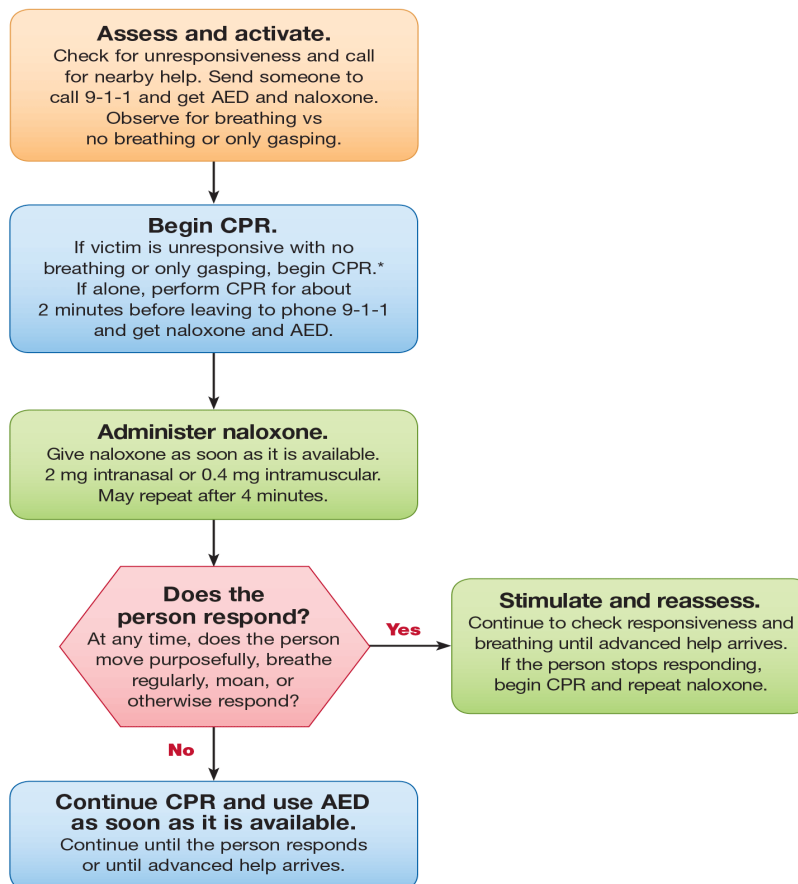 Assess and activate.
Check for unresponsiveness and call
for nearby help. Send someone to
call 9-1-1 and get AED and naloxone.
Observe for breathing vs
no breathing or only gasping.
Begin CPR.
If victim is unresponsive with no
breathing or only gasping, begin CPR.*
If alone, perform CPR for about
2 minutes before leaving to phone 9-1-1
and get naloxone and AED.
Administer naloxone.
Give naloxone as soon as it is available.
2 mg intranasal or 0.4 mg intramuscular.
May repeat after 4 minutes.
Does the
person respond?
At any time, does the person
move purposefully, breathe
regularly, moan, or
otherwise respond?
Yes
Stimulate and reassess.
Continue to check responsiveness and
breathing until advanced help arrives.
If the person stops responding,
begin CPR and repeat naloxone.
No
Continue CPR and use AED
as soon as it is available.
Continue until the person responds
or until advanced help arrives.